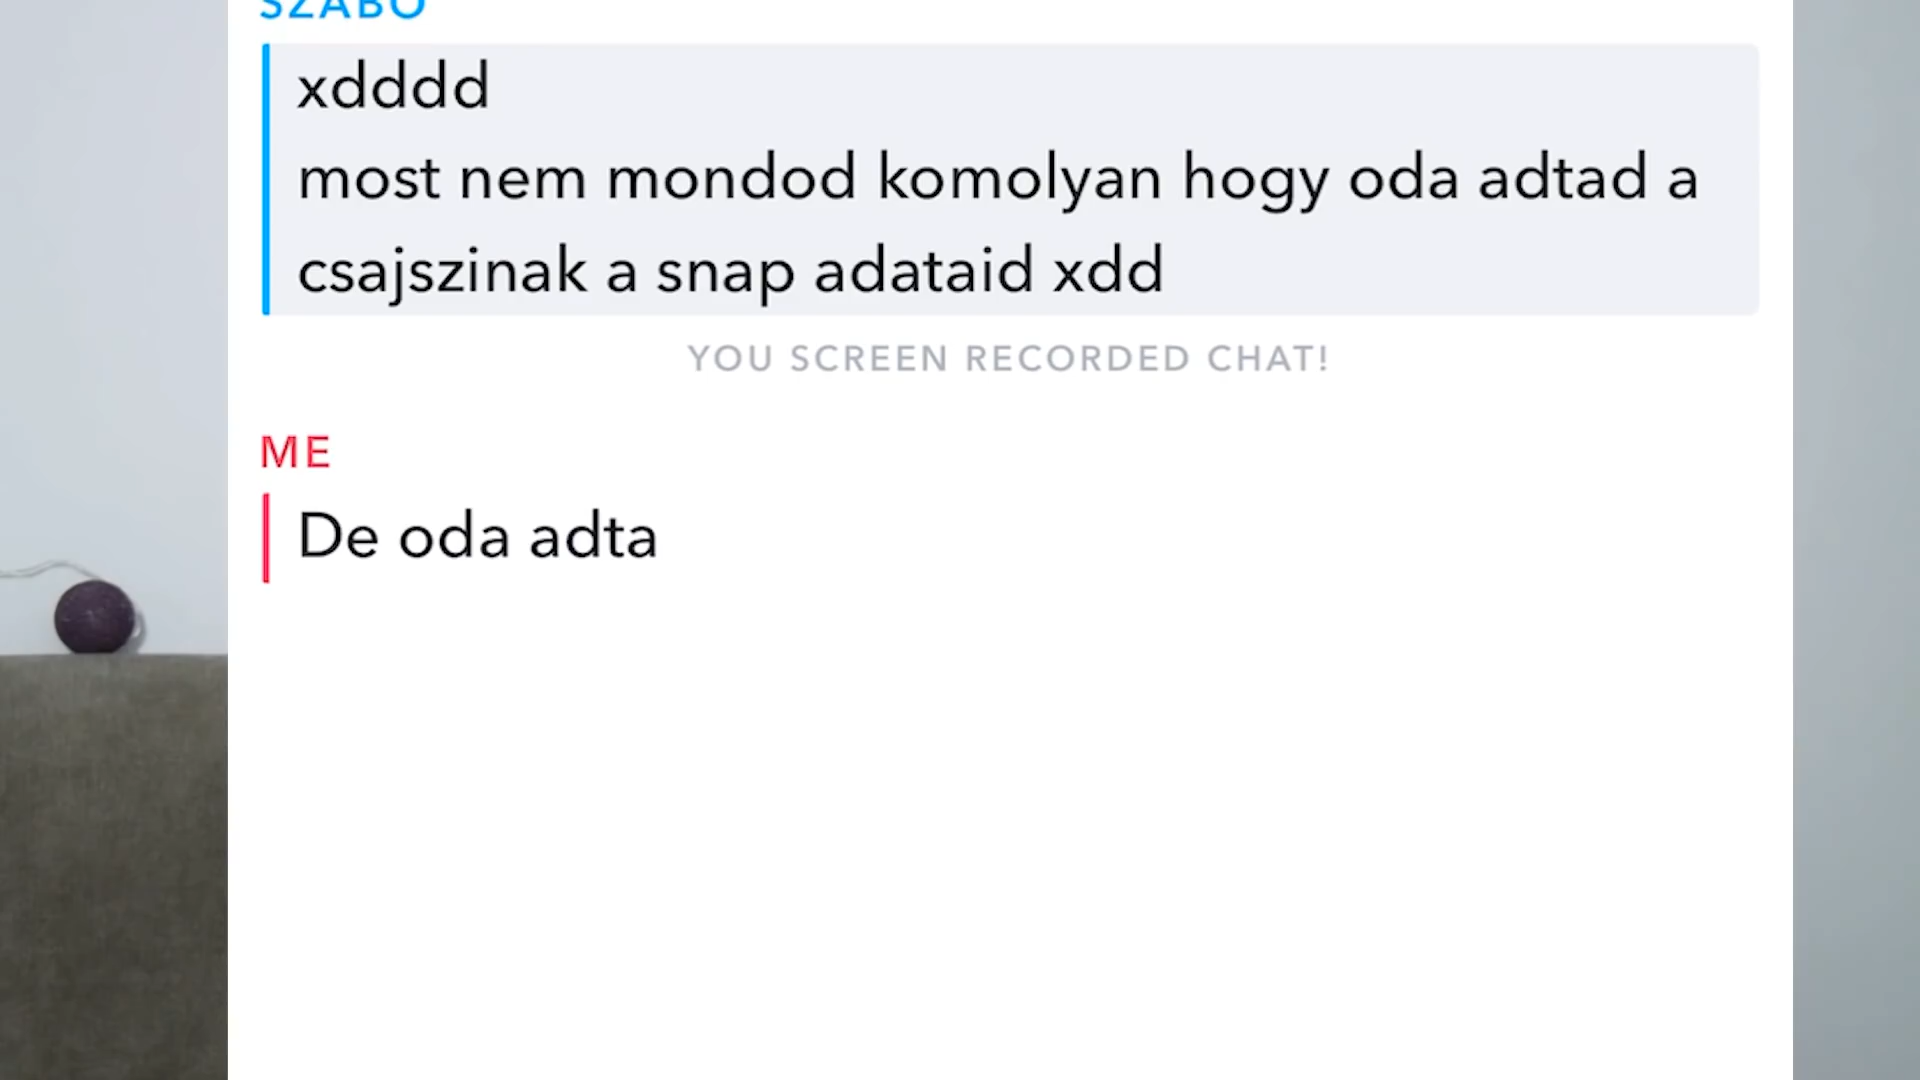 SZABO
xdddd
most nem mondod komolyan hogy oda adtad a
csajszinak a snap adataid xdd
YOU SCREEN RECORDED CHAT!
ME
De oda adta